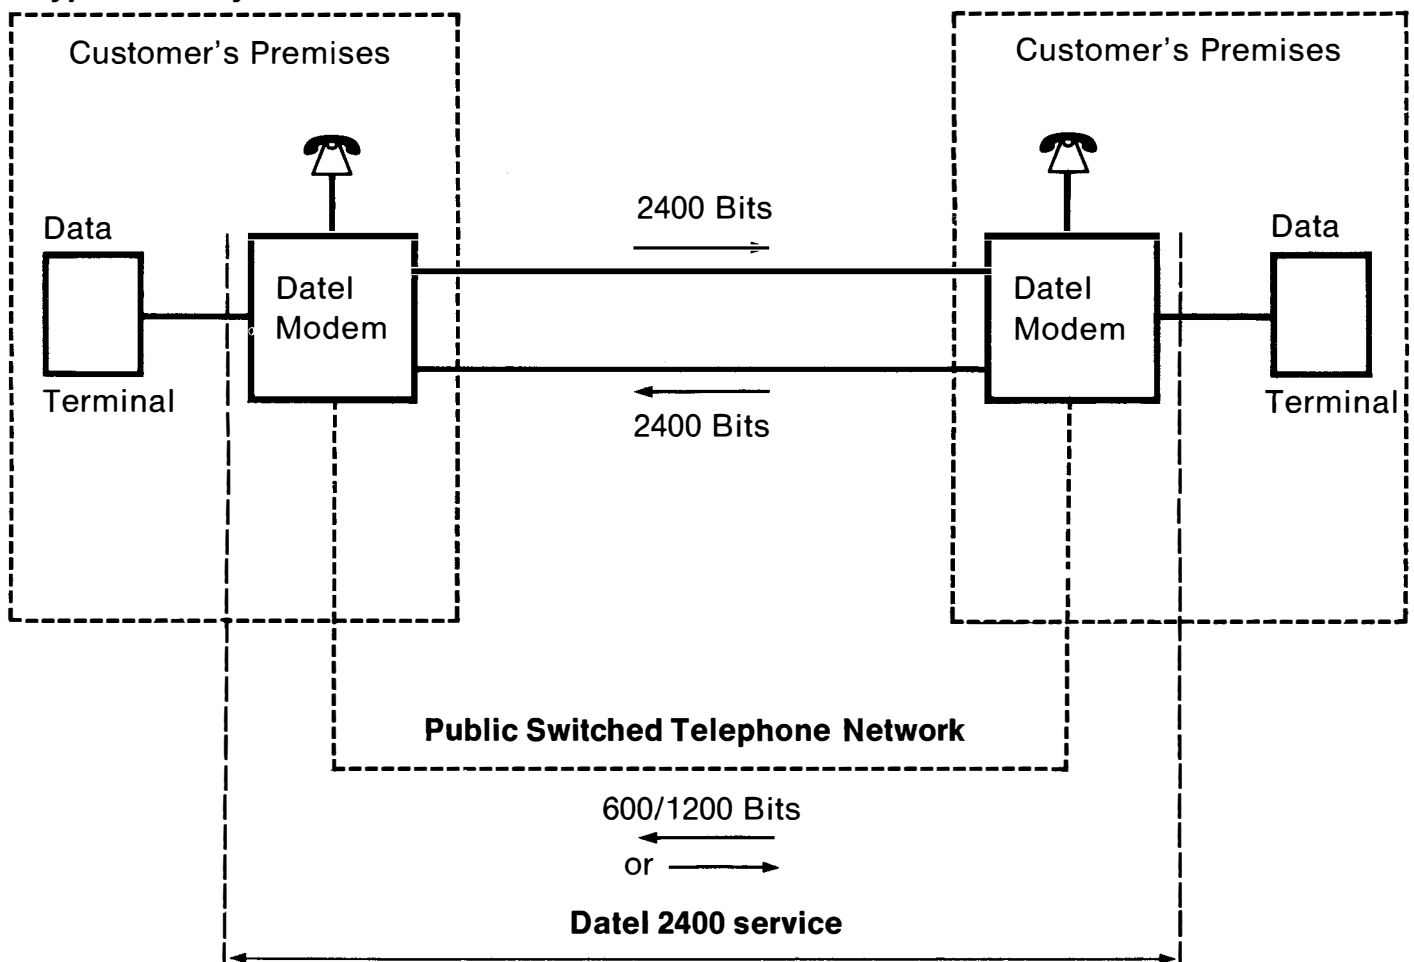 Customer's Premises
Customer's Premises
2400 Bits
Data
Terminal
Datel
Modem
Datel
Modem
Data
Terminal
2400 Bits
Public Switched Telephone Network
600/1200 Bits
or
Datel 2400 service